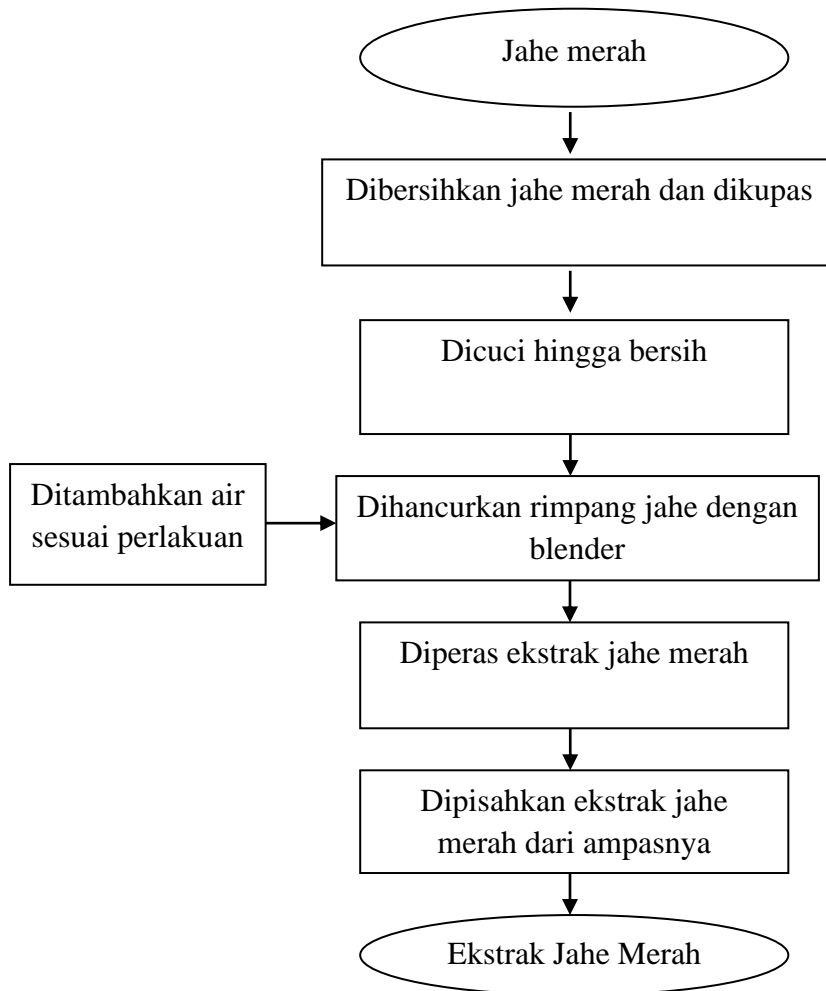 Jahe merah
Dibersihkan jahe merah dan dikupas
Dicuci hingga bersih
Ditambahkan air
sesuai perlakuan
Dihancurkan rimpang jahe dengan
blender
Diperas ekstrak jahe merah
Dipisahkan ekstrak jahe
merah dari ampasnya
Ekstrak Jahe Merah